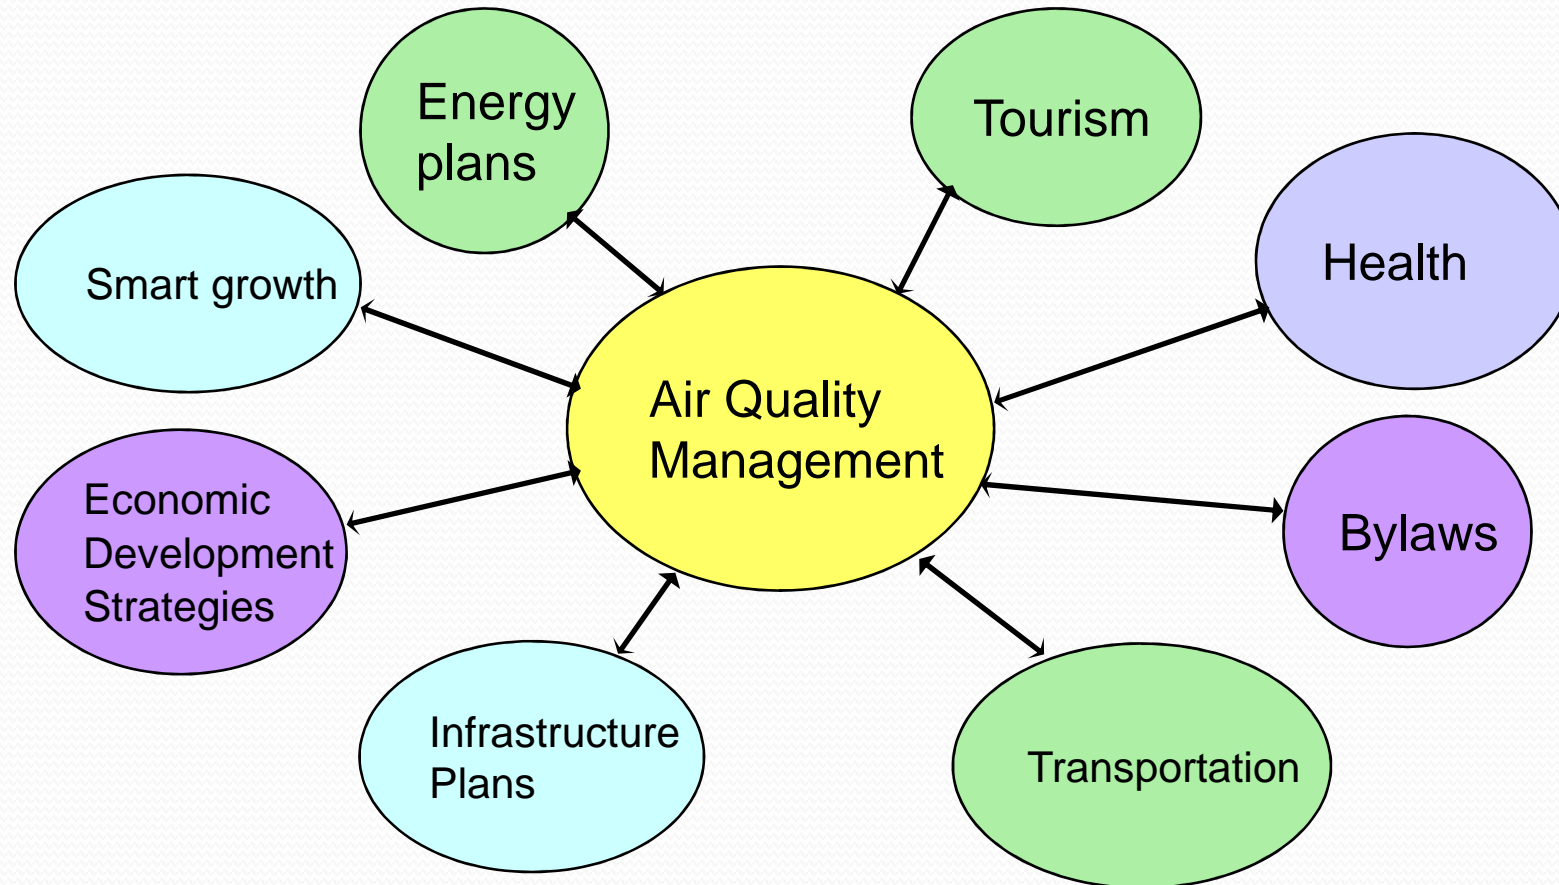 Energy
plans
Tourism
Smart growth
Health
Air Quality
Management
Economic
Development
Strategies
Bylaws
Infrastructure
Plans
Transportation